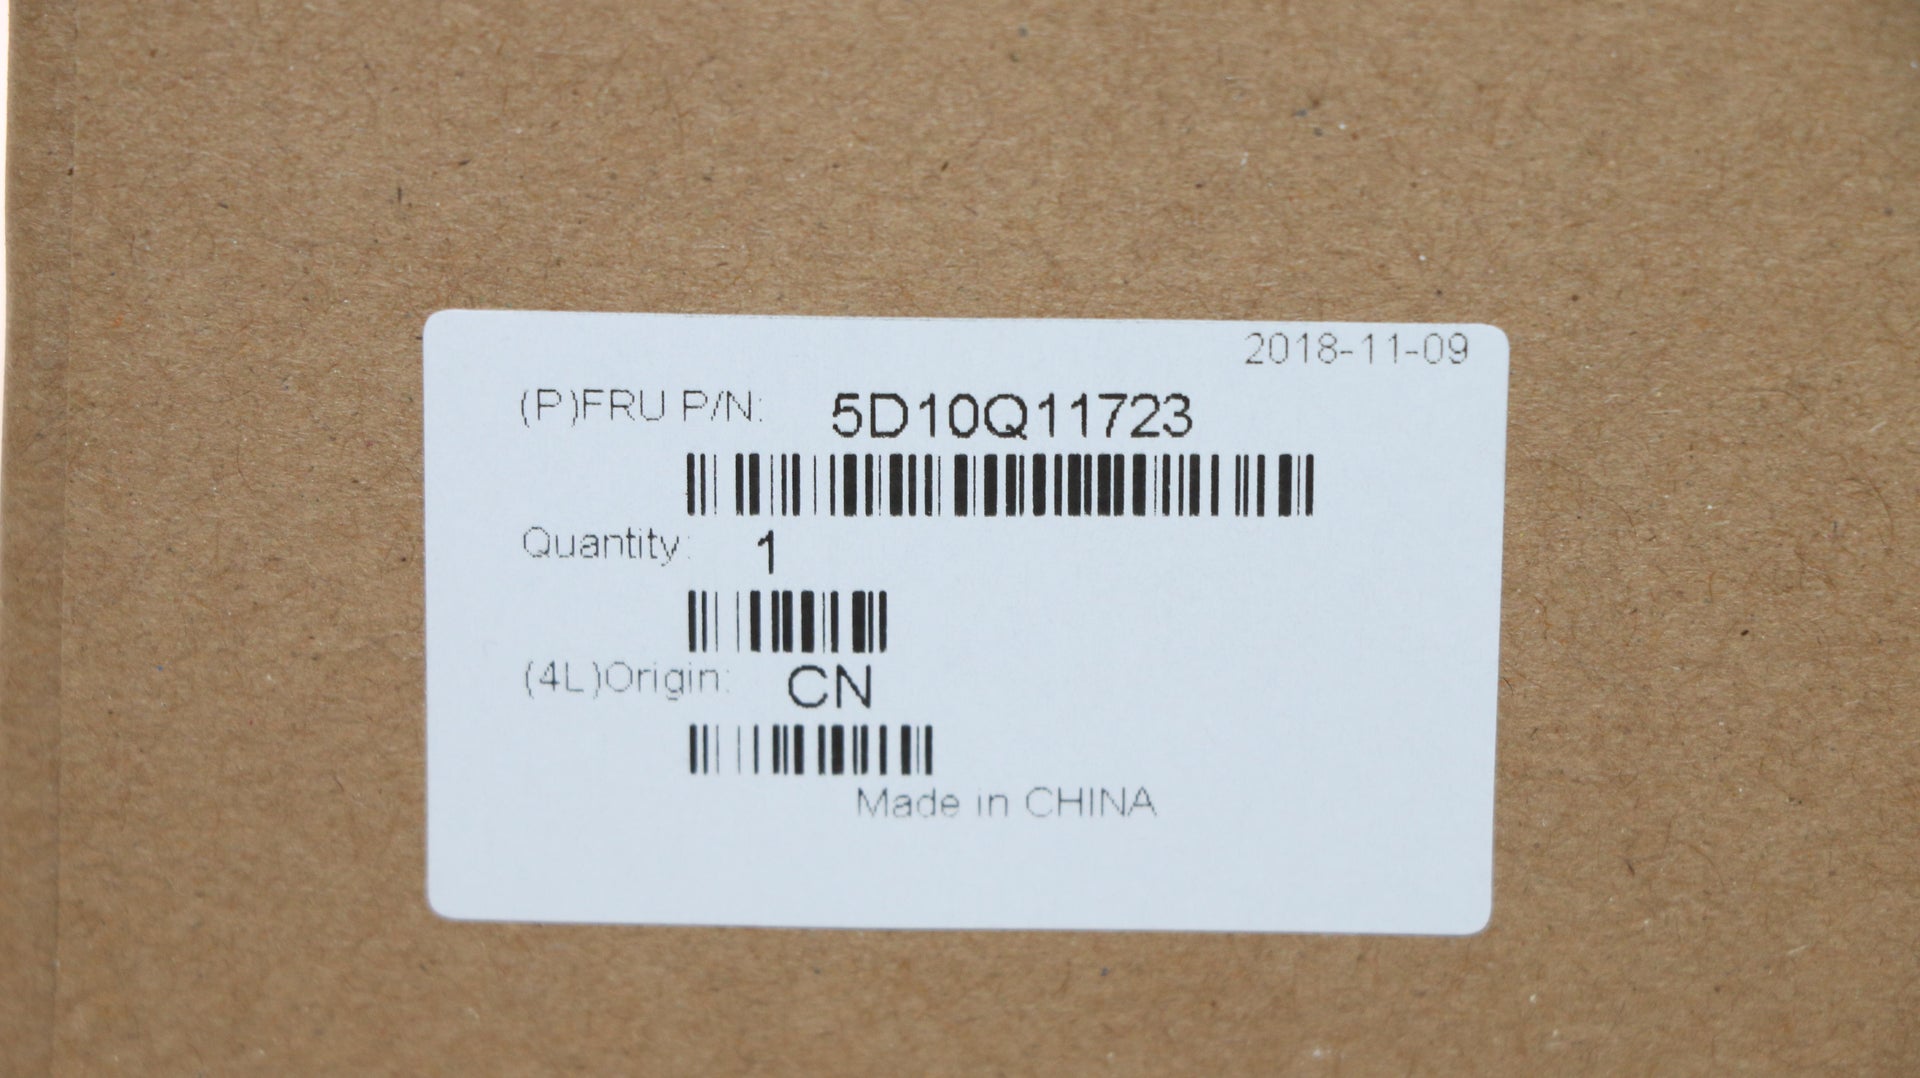 2018-11-09
(P)FRU P/N: 5D10Q11723
Quantity: 1
(4L)Origin: CN
Made in CHINA